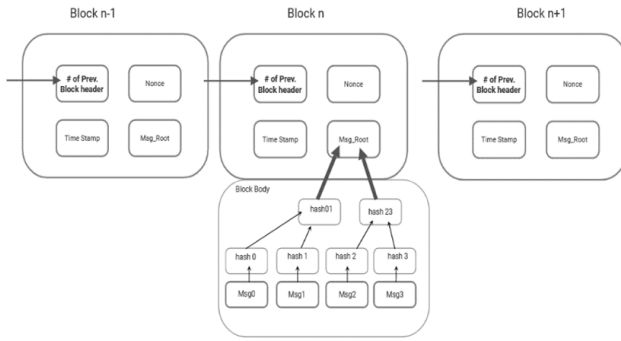 Block n-1
Block n
Block n+1
# of Prev.
Block header
Nonce
# of Prev.
Block header
Nonce
# of Prev.
Block header
Nonce
Time Stamp
Msg_Root
Time Stamp
Msg_Root
Time Stamp
Msg_Root
Block Body
hash01
hash 23
hash 0
hash 1
hash 2
hash 3
Msg0
Msg1
Msg2
Msg3